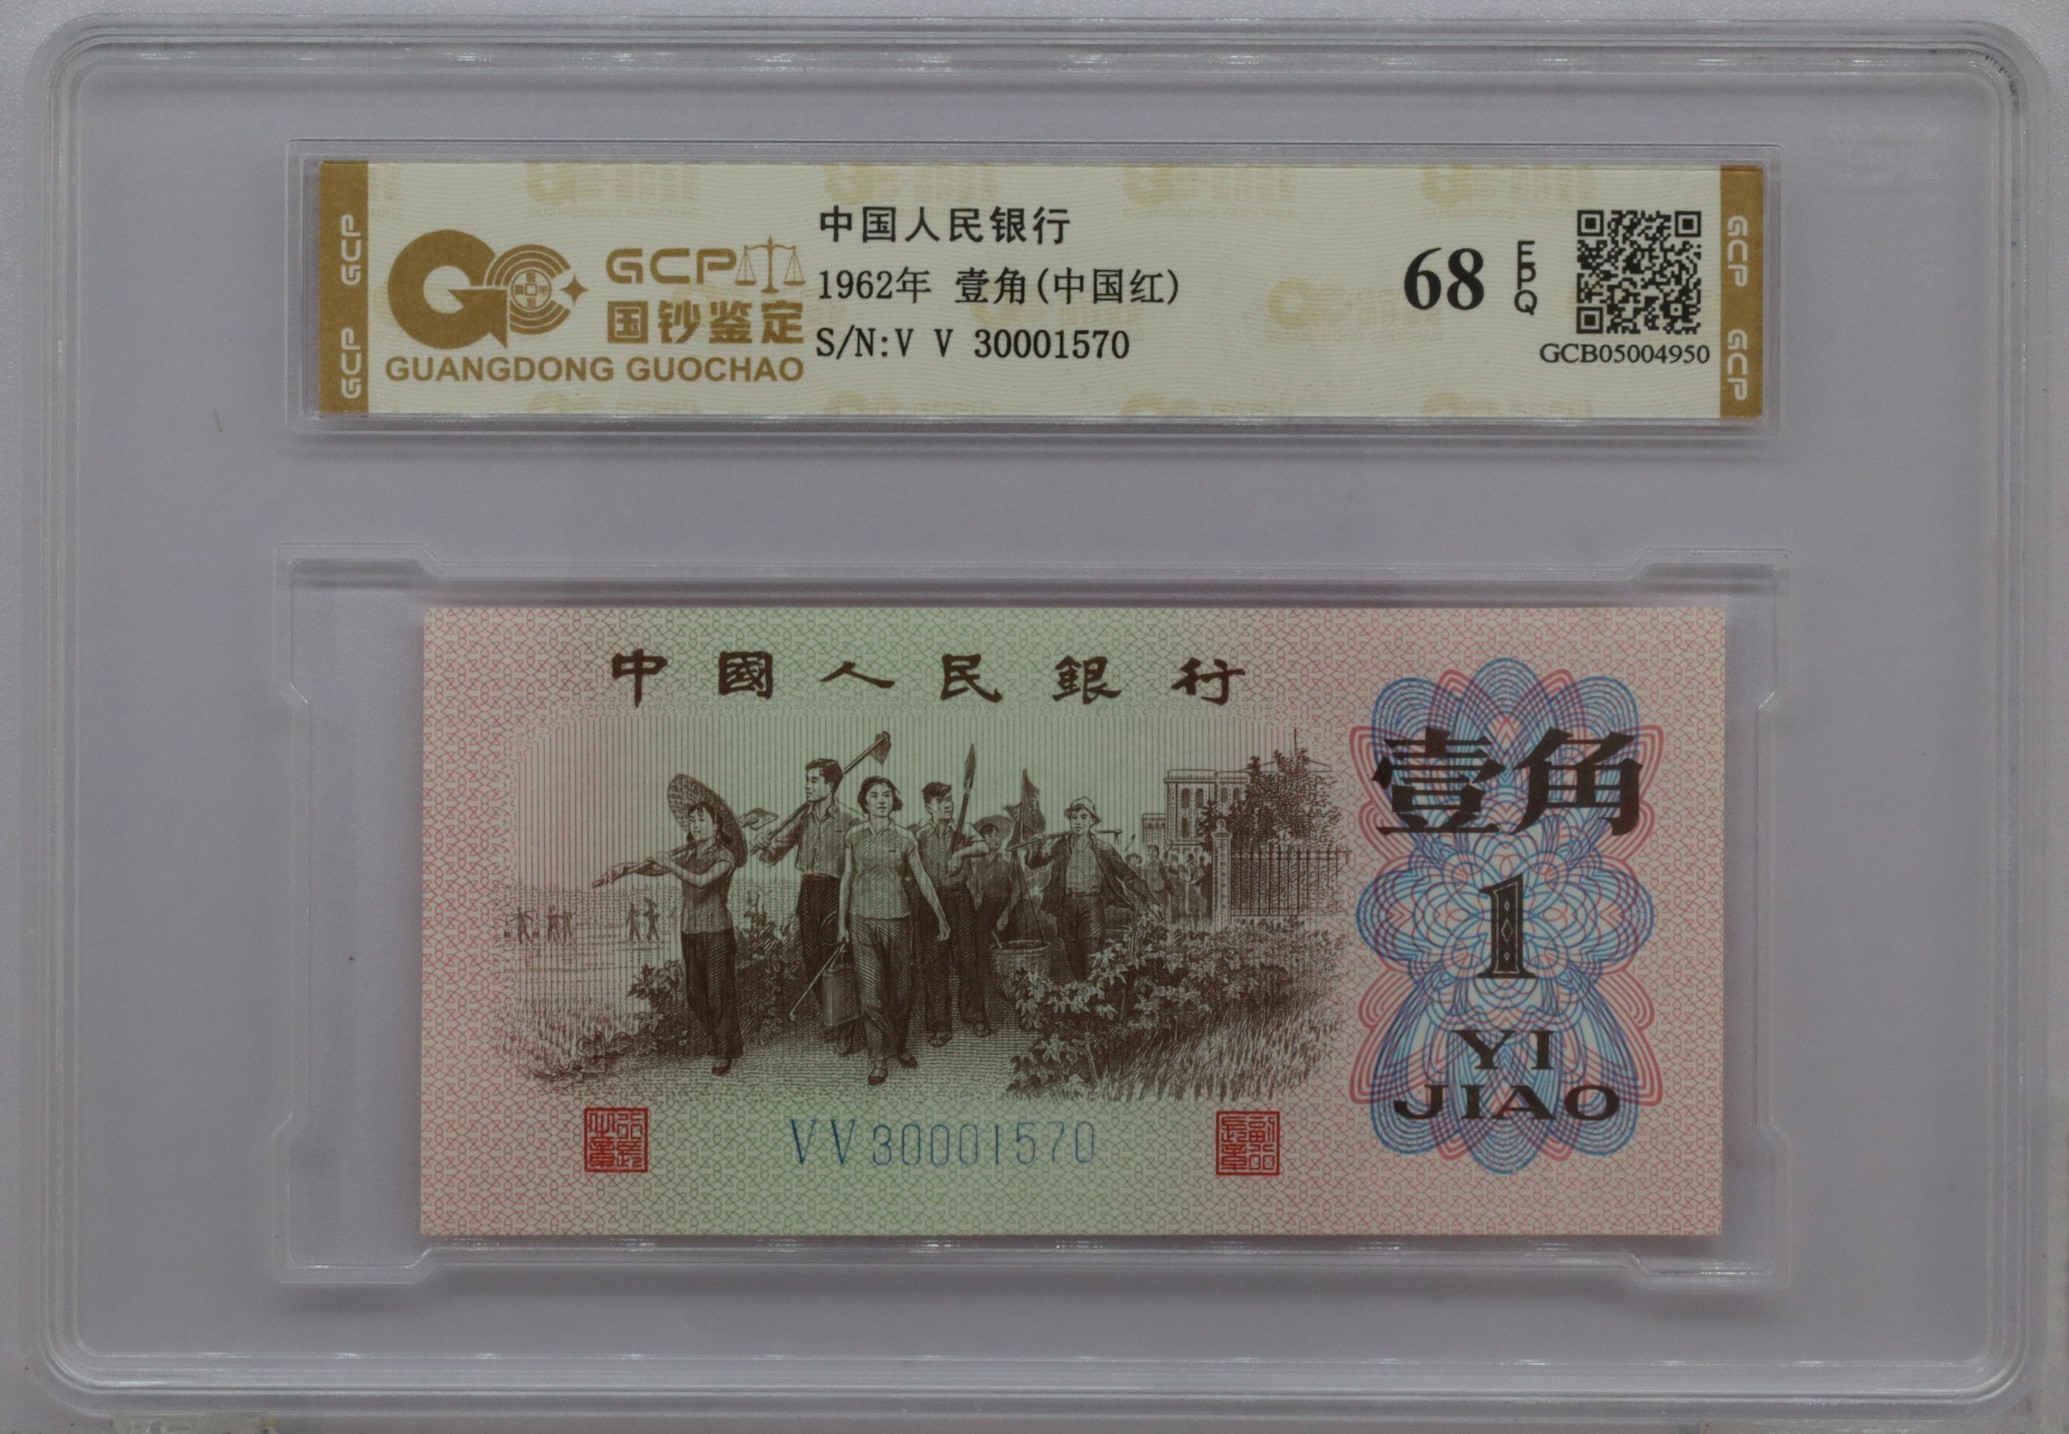 GCP
GCP
GCP
国钞鉴定
GUANGDONG GUOCHAO
中国人民银行
1962年 壹角(中国红)
S/N:V V 30001570
68
EPQ
GCB05004950
GCP
GCP
中國人民銀行
壹角
1
YI
JIAO
VV30001570